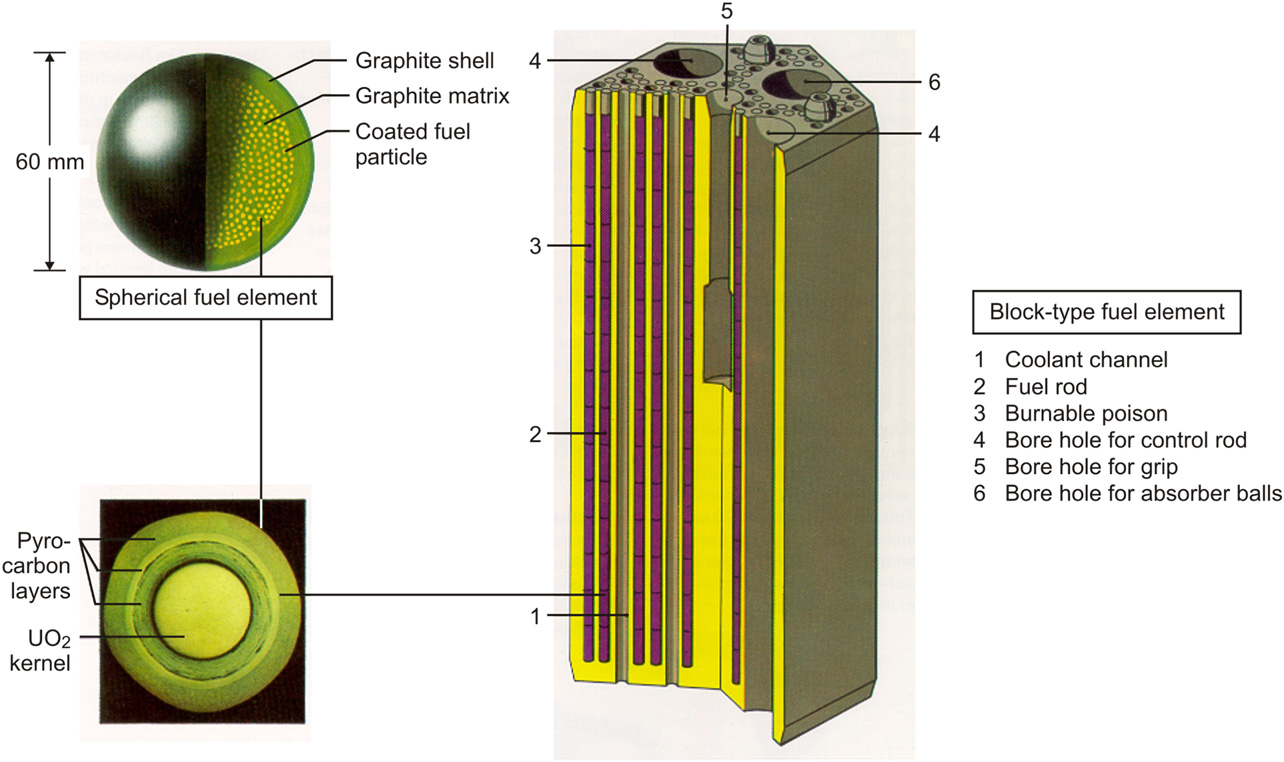 60 mm
Graphite shell
Graphite matrix
Coated fuel
particle
Spherical fuel element
Pyro-
carbon
layers
UO2
kernel
5
4
6
4
3
2
1
Block-type fuel element
1 Coolant channel
2 Fuel rod
3 Burnable poison
4 Bore hole for control rod
5 Bore hole for grip
6 Bore hole for absorber balls